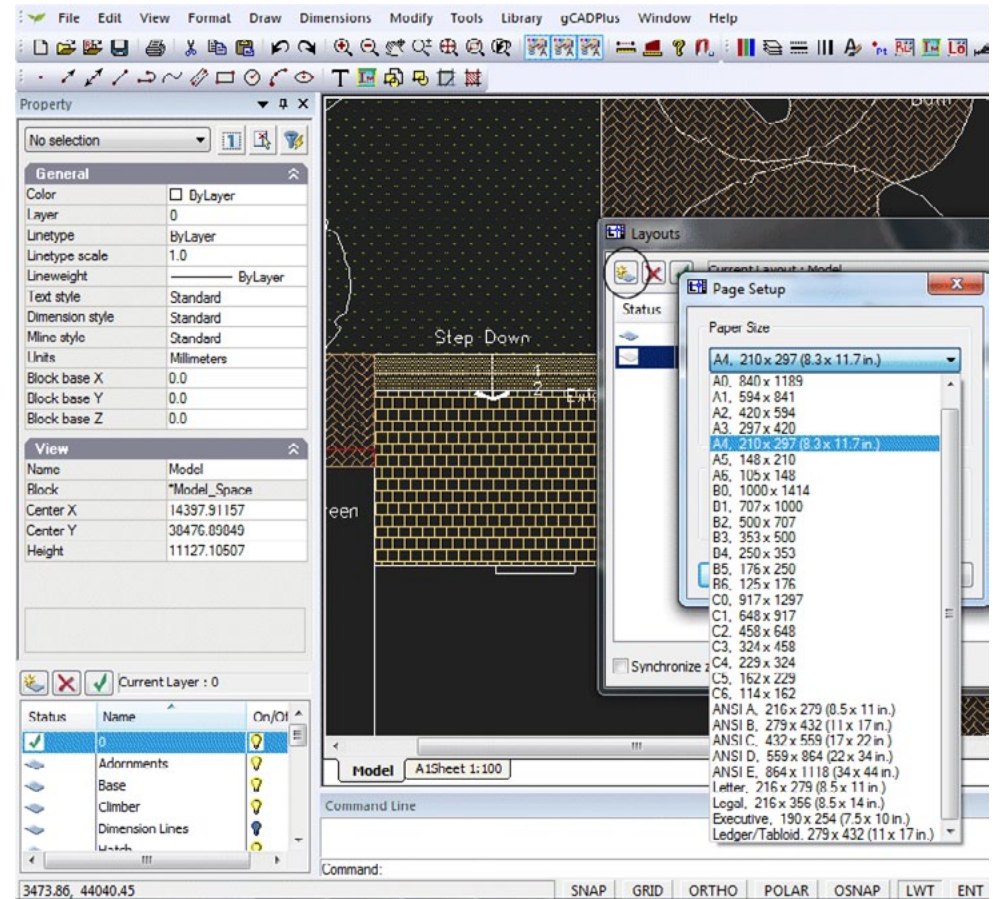 File Edit View Format Draw Dimensions Modify Tools Library gCADPlus Window Help
Property
No selection
General
Color ByLayer
Layer 0
Linetype ByLayer
Linetype scale 1.0
Lineweight ByLayer
Text style Standard
Dimension style Standard
Mline style Standard
Units Millimeters
Block base X 0.0
Block base Y 0.0
Block base Z 0.0
View
Name Model
Block *Model_Space
Center X 14397.91157
Center Y 38476.89849
Height 11127.10507
Current Layer : 0
Status Name
0
Adornments
Base
Climber
Dimension Lines
Hatch
Step Down
1
2
een
Layouts
Current Layout : Model
Status
Synchronize
Page Setup
Paper Size
A4, 210 x 297 (8.3 x 11.7 in.)
A0, 840 x 1189
A1, 594 x 841
A2, 420 x 594
A3, 297 x 420
A4, 210 x 297 (8.3 x 11.7 in.)
A5, 148 x 210
A6, 105 x 148
B0, 1000 x 1414
B1, 707 x 1000
B2, 500 x 707
B3, 353 x 500
B4, 250 x 353
B5, 176 x 250
B6, 125 x 176
C0, 917 x 1297
C1, 648 x 917
C2, 458 x 648
C3, 324 x 458
C4, 229 x 324
C5, 162 x 229
C6, 114 x 162
ANSI A, 216 x 279 (8.5 x 11 in.)
ANSI B, 279 x 432 (11 x 17 in.)
ANSI C, 432 x 559 (17 x 22 in.)
ANSI D, 559 x 864 (22 x 34 in.)
ANSI E, 864 x 1118 (34 x 44 in.)
Letter, 216 x 279 (8.5 x 11 in.)
Legal, 216 x 356 (8.5 x 14 in.)
Executive, 190 x 254 (7.5 x 10 in.)
Ledger/Tabloid, 279 x 432 (11 x 17 in.)
Model A1Sheet 1:100
Command Line
Command:
3473.86, 44040.45 SNAP GRID ORTHO POLAR OSNAP LWT ENT